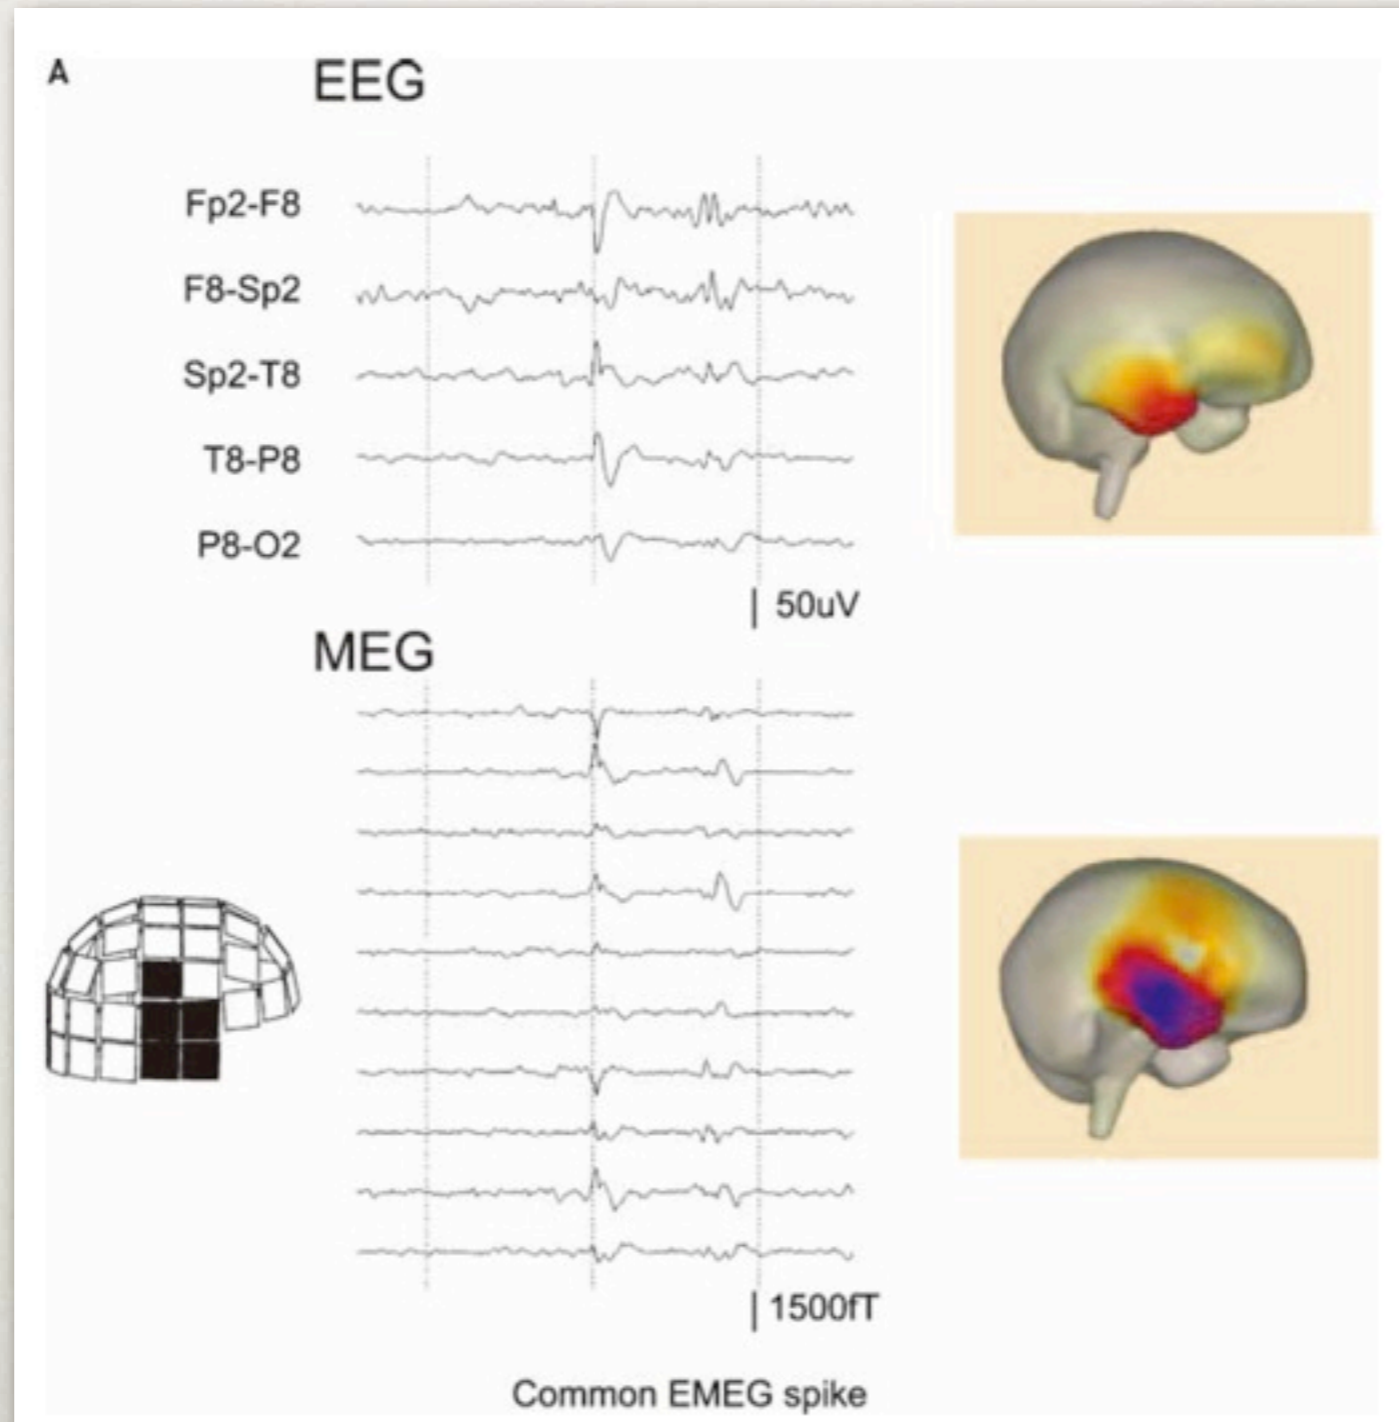 A
EEG
Fp2-F8
F8-Sp2
Sp2-T8
T8-P8
P8-O2
50uV
MEG
1500fT
Common EMEG spike